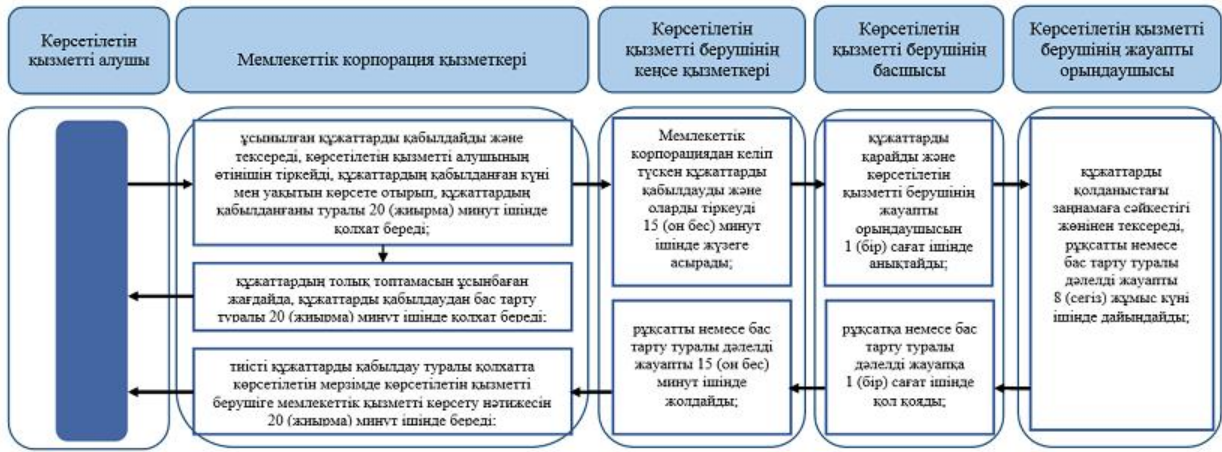 Көрсетілетін
қызметті алушы
Мемлекеттік корпорация қызметкері
Көрсетілетін
қызметті берушінің
кеңсе қызметкері
Көрсетілетін
қызметті берушінің
басшысы
Көрсетілетін қызметті
берушінің жауапты
орындаушысы
ұсынылған құжаттарды қабылдайды және
тексереді, көрсетілетін қызметті алушының
өтінішін тіркейді, құжаттардың қабылданған күні
мен уақытын көрсете отырып, құжаттардың
қабылданғаны туралы 20 (жиырма) минут ішінде
қолхат береді;
Мемлекеттік
корпорациядан келіп
түскен құжаттарды
қабылдауды және
оларды тіркеуді
15 (он бес) минут
ішінде жүзеге
асырады;
құжаттарды
қарайды және
көрсетілетін
қызметті берушінің
жауапты
орындаушысын
1 (бір) сағат ішінде
анықтайды;
құжаттарды
қолданыстағы
заңнамаға сәйкестігі
жөнінен тексереді,
рұқсатты немесе
бас тарту туралы
дәлелді жауапты
8 (сегіз) жұмыс күні
ішінде дайындайды;
құжаттардың толық топтамасын ұсынбаған
жағдайда, құжаттарды қабылдаудан бас тарту
туралы 20 (жиырма) минут ішінде қолхат береді;
тиісті құжаттарды қабылдау туралы қолхатта
көрсетілетін мерзімде көрсетілетін қызметті
берушіге мемлекеттік қызметті көрсету нәтижесін
20 (жиырма) минут ішінде береді;
рұқсатты немесе бас
тарту туралы дәлелді
жауапты 15 (он бес)
минут ішінде
жолдайды;
рұқсатқа немесе бас
тарту туралы
дәлелді жауапқа
1 (бір) сағат ішінде
қол қояды;